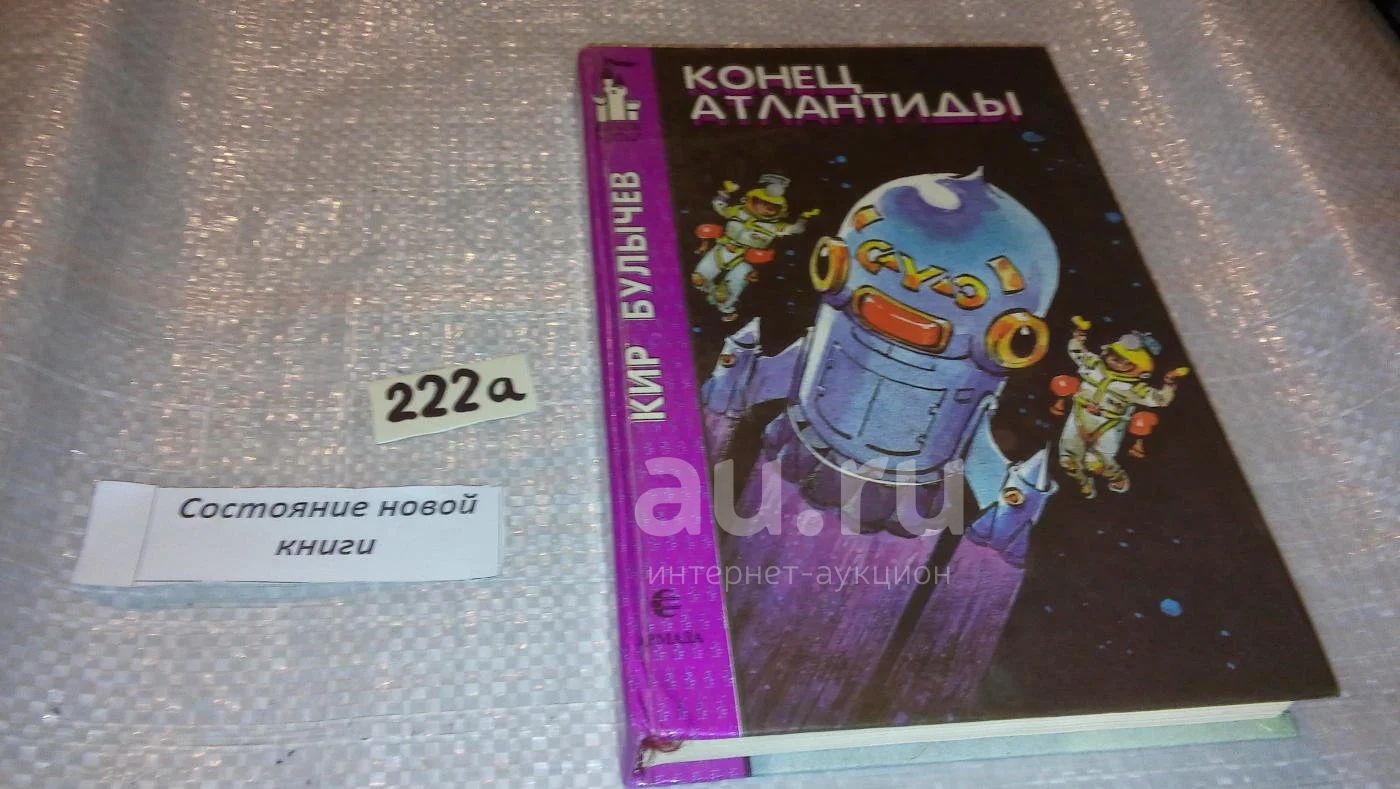 КОНЕЦ
АТЛАНТИДЫ
КИР БУЛЫЧЕВ
222а
Состояние новой
книги
au.ru
интернет-аукцион
АРМАДА